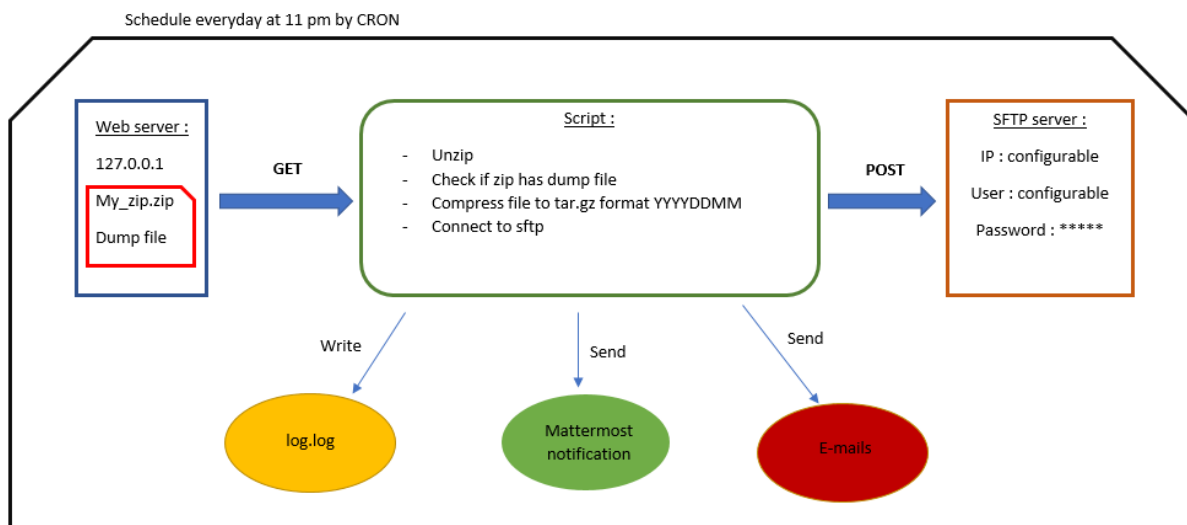 Schedule everyday at 11 pm by CRON
Web server :
127.0.0.1
My_zip.zip
Dump file
GET
Script :
- Unzip
- Check if zip has dump file
- Compress file to tar.gz format YYYYDDMM
- Connect to sftp
POST
SFTP server :
IP : configurable
User : configurable
Password : *****
Write
Send
Send
log.log
Mattermost
notification
E-mails